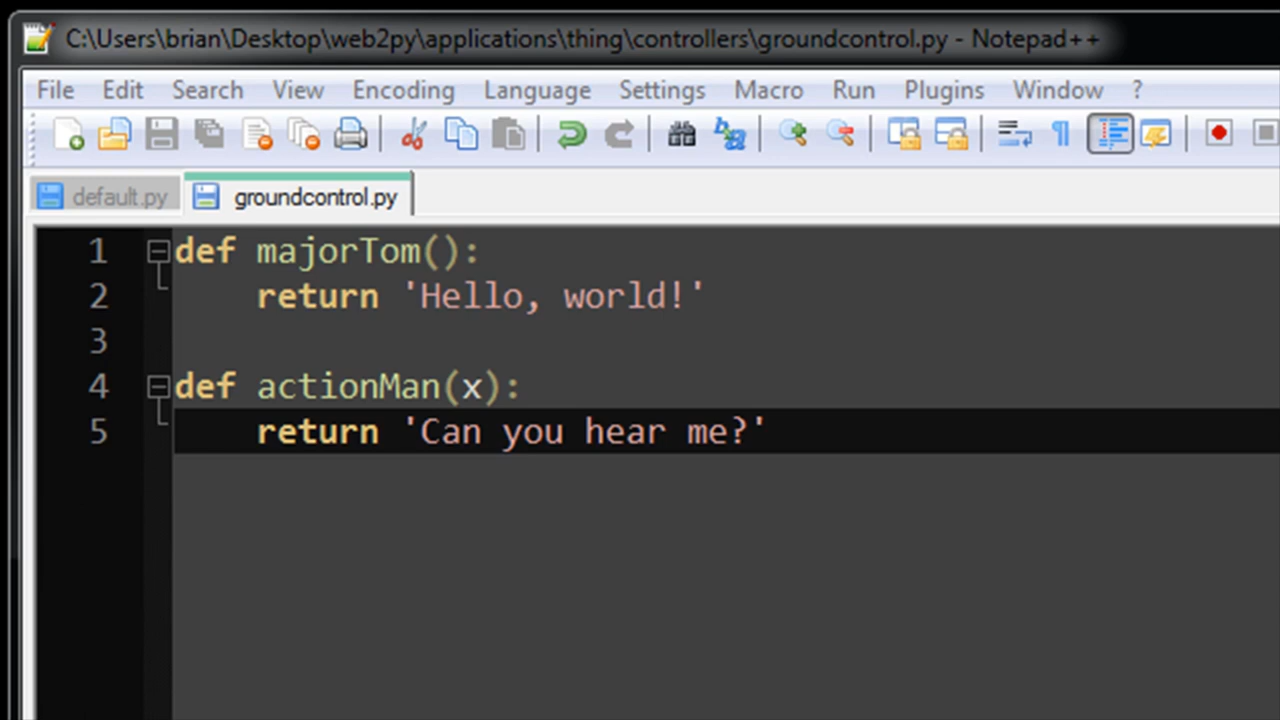 C:\Users\brian\Desktop\web2py\applications\thing\controllers\groundcontrol.py - Notepad++
File Edit Search View Encoding Language Settings Macro Run Plugins Window ?
default.py groundcontrol.py
1 def majorTom():
2 return 'Hello, world!'
3
4 def actionMan(x):
5 return 'Can you hear me?'